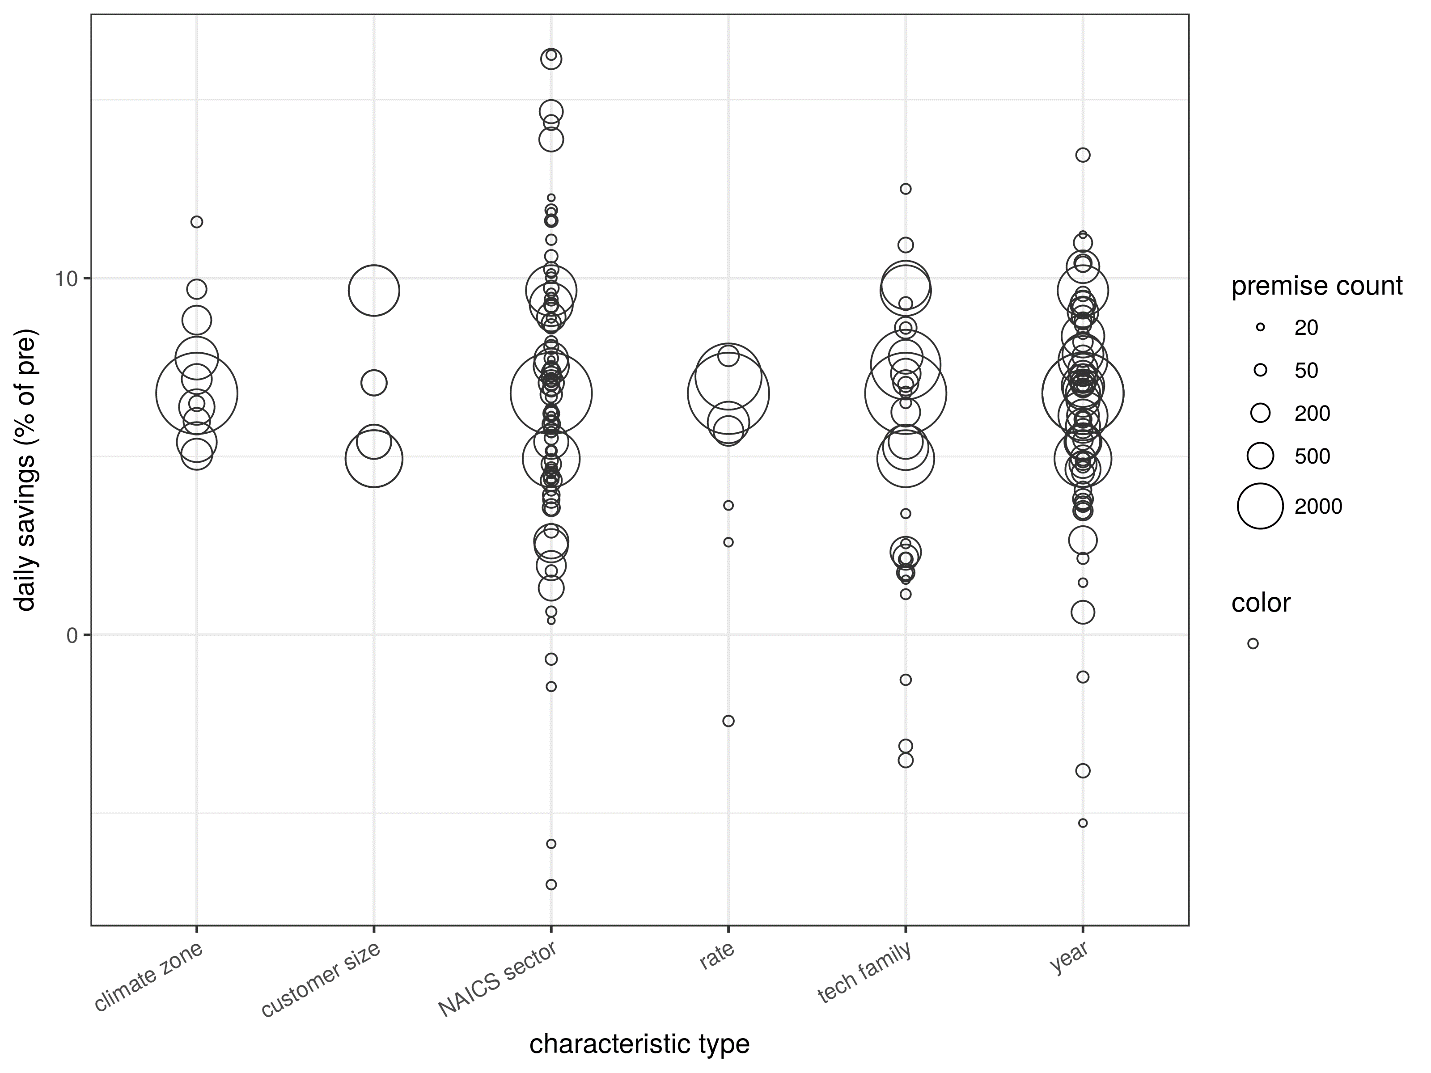 daily savings (% of pre)
10
0
climate zone
customer size
NAICS sector
rate
tech family
year
characteristic type
premise count
20
50
200
500
2000
color